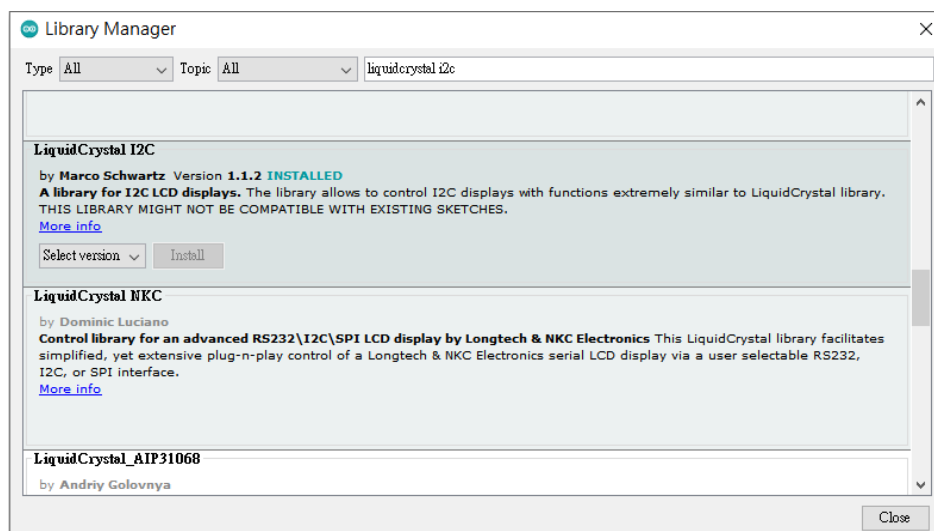 Library Manager
Type All Topic All liquidcrystal i2c
LiquidCrystal I2C
by Marco Schwartz Version 1.1.2 INSTALLED
A library for I2C LCD displays. The library allows to control I2C displays with functions extremely similar to LiquidCrystal library.
THIS LIBRARY MIGHT NOT BE COMPATIBLE WITH EXISTING SKETCHES.
More info
Select version Install
LiquidCrystal NKC
by Dominic Luciano
Control library for an advanced RS232\I2C\SPI LCD display by Longtech & NKC Electronics This LiquidCrystal library facilitates
simplified, yet extensive plug-n-play control of a Longtech & NKC Electronics serial LCD display via a user selectable RS232,
I2C, or SPI interface.
More info
LiquidCrystal_AIP31068
by Andriy Golovnya
Close